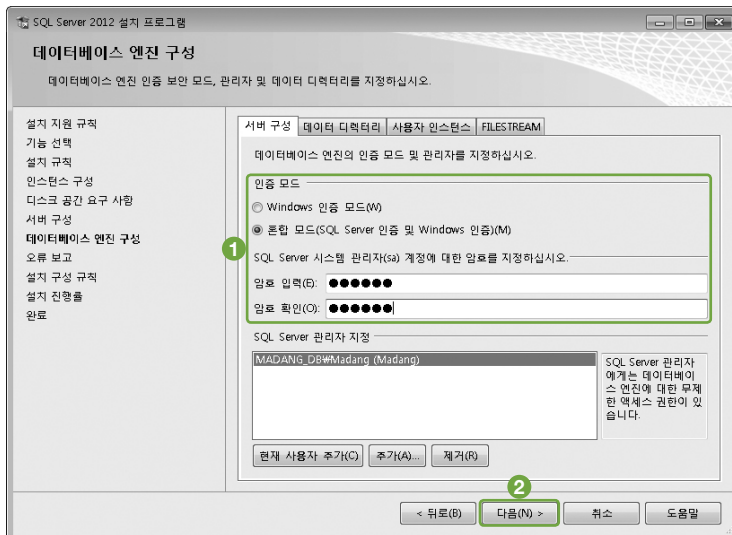 SQL Server 2012 설치 프로그램
데이터베이스 엔진 구성
데이터베이스 엔진 인증 보안 모드, 관리자 및 데이터 디렉터리를 지정하십시오.
설치 지원 규칙
기능 선택
설치 규칙
인스턴스 구성
디스크 공간 요구 사항
서버 구성
데이터베이스 엔진 구성
오류 보고
설치 구성 규칙
설치 진행률
완료
서버 구성 데이터 디렉터리 사용자 인스턴스 FILESTREAM
데이터베이스 엔진의 인증 모드 및 관리자를 지정하십시오.
1
인증 모드
Windows 인증 모드(W)
혼합 모드(SQL Server 인증 및 Windows 인증)(M)
SQL Server 시스템 관리자(sa) 계정에 대한 암호를 지정하십시오.
암호 입력(E): ●●●●●●
암호 확인(O): ●●●●●●
SQL Server 관리자 지정
MADANG_DB₩Madang (Madang)
SQL Server 관리자
에게는 데이터베이
스 엔진에 대한 무제
한 액세스 권한이 있
습니다.
현재 사용자 추가(C) 추가(A)... 제거(R)
2
< 뒤로(B) 다음(N) > 취소 도움말